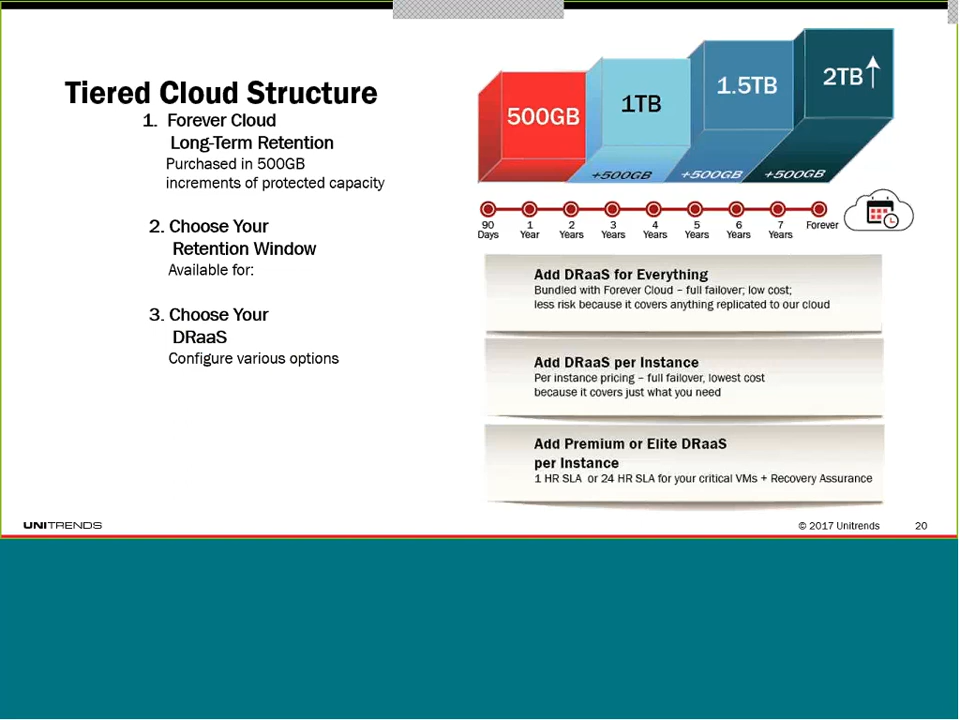 Tiered Cloud Structure
1. Forever Cloud
Long-Term Retention
Purchased in 500GB
increments of protected capacity
2. Choose Your
Retention Window
Available for:
3. Choose Your
DRaaS
Configure various options
500GB
1TB
1.5TB
2TB
+500GB
+500GB
+500GB
90 Days
1 Year
2 Years
3 Years
4 Years
5 Years
6 Years
7 Years
Forever
Add DRaaS for Everything
Bundled with Forever Cloud – full failover; low cost;
less risk because it covers anything replicated to our cloud
Add DRaaS per Instance
Per instance pricing – full failover, lowest cost
because it covers just what you need
Add Premium or Elite DRaaS
per Instance
1 HR SLA or 24 HR SLA for your critical VMs + Recovery Assurance
UNITRENDS
© 2017 Unitrends
20